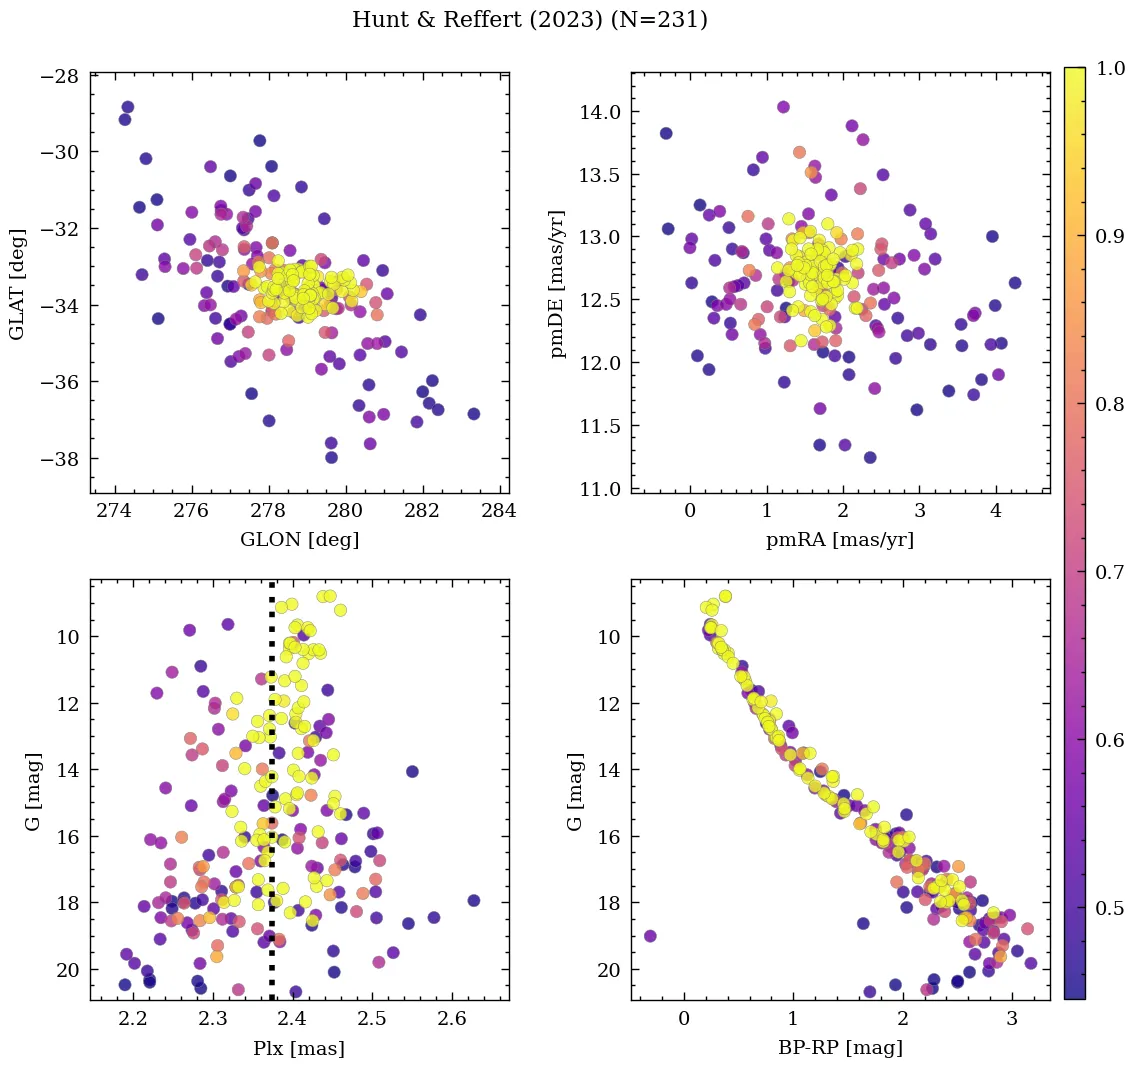 Hunt & Reffert (2023) (N=231)
−28
−30
−32
−34
−36
−38
GLAT [deg]
274 276 278 280 282 284
GLON [deg]
14.0
13.5
13.0
12.5
12.0
11.5
11.0
pmDE [mas/yr]
0 1 2 3 4
pmRA [mas/yr]
1.0
0.9
0.8
0.7
0.6
0.5
10
12
14
16
18
20
G [mag]
2.2 2.3 2.4 2.5 2.6
Plx [mas]
10
12
14
16
18
20
G [mag]
0 1 2 3
BP-RP [mag]